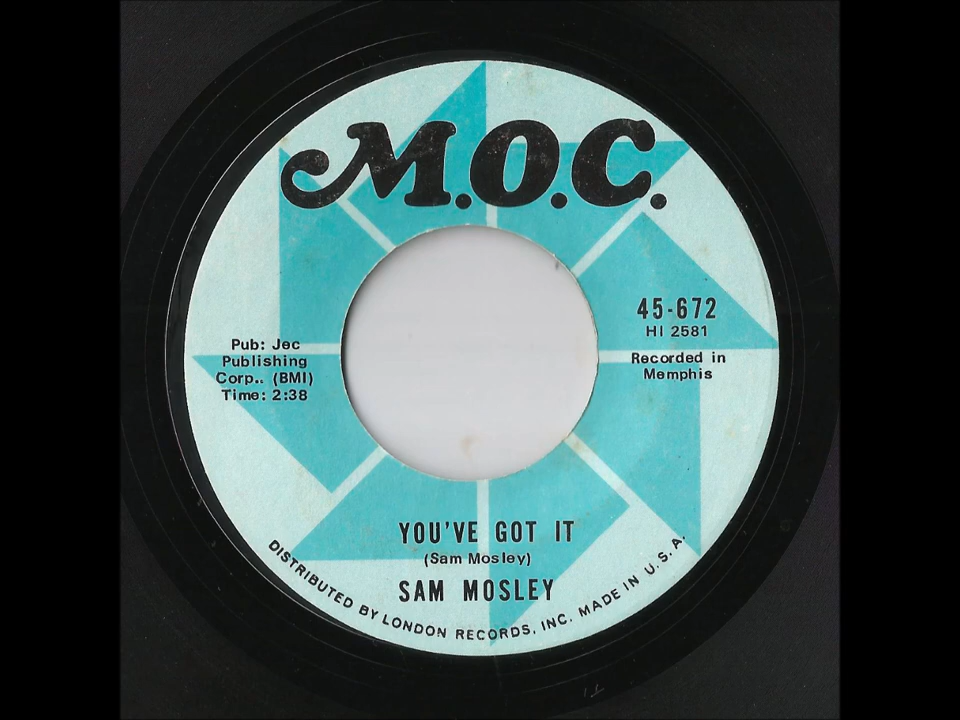 M.O.C.
45-672
HI 2581
Recorded in
Memphis
Pub: Jec
Publishing
Corp.. (BMI)
Time: 2:38
YOU'VE GOT IT
(Sam Mosley)
SAM MOSLEY
DISTRIBUTED BY LONDON RECORDS, INC. MADE IN U.S.A.